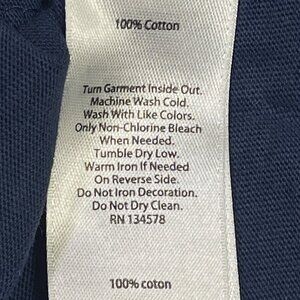 100% Cotton
Turn Garment Inside Out.
Machine Wash Cold.
Wash With Like Colors.
Only Non-Chlorine Bleach
When Needed.
Tumble Dry Low.
Warm Iron If Needed
On Reverse Side.
Do Not Iron Decoration.
Do Not Dry Clean.
RN 134578
100% coton